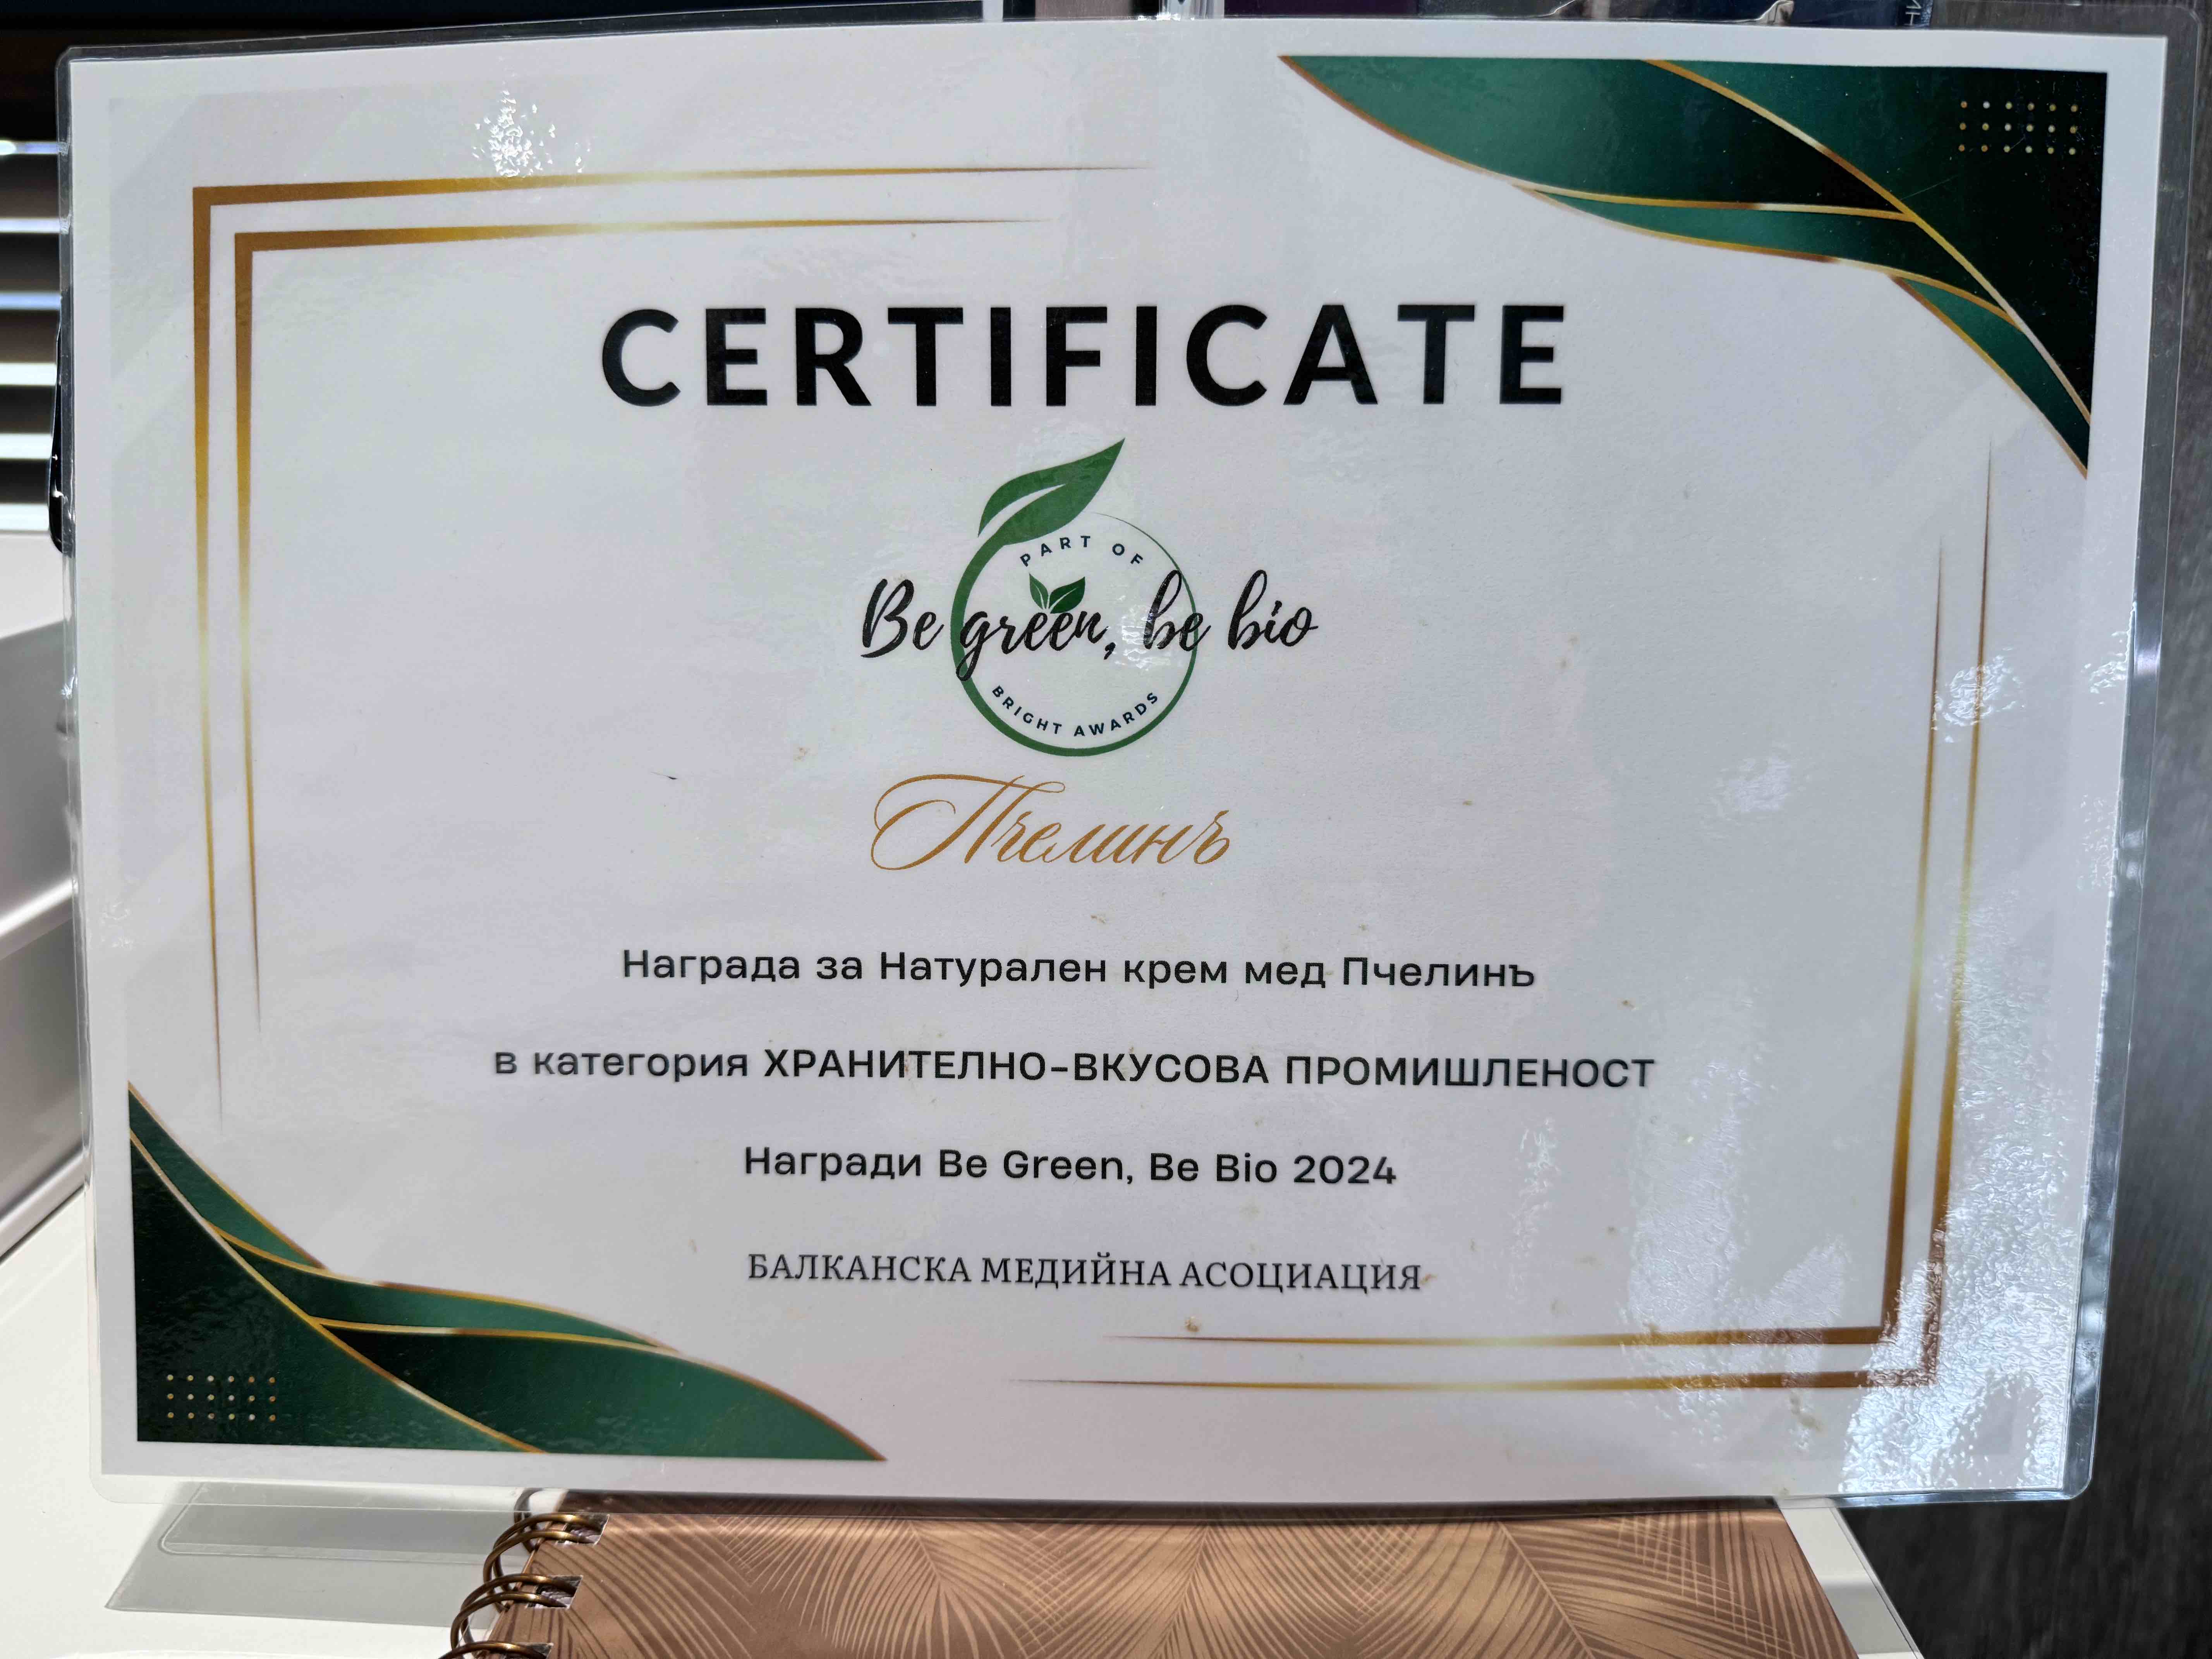 CERTIFICATE
PART OF
Be green, be bio
BRIGHT AWARDS
Пчелинъ
Награда за Натурален крем мед Пчелинъ
в категория ХРАНИТЕЛНО-ВКУСОВА ПРОМИШЛЕНОСТ
Награди Be Green, Be Bio 2024
БАЛКАНСКА МЕДИЙНА АСОЦИАЦИЯ